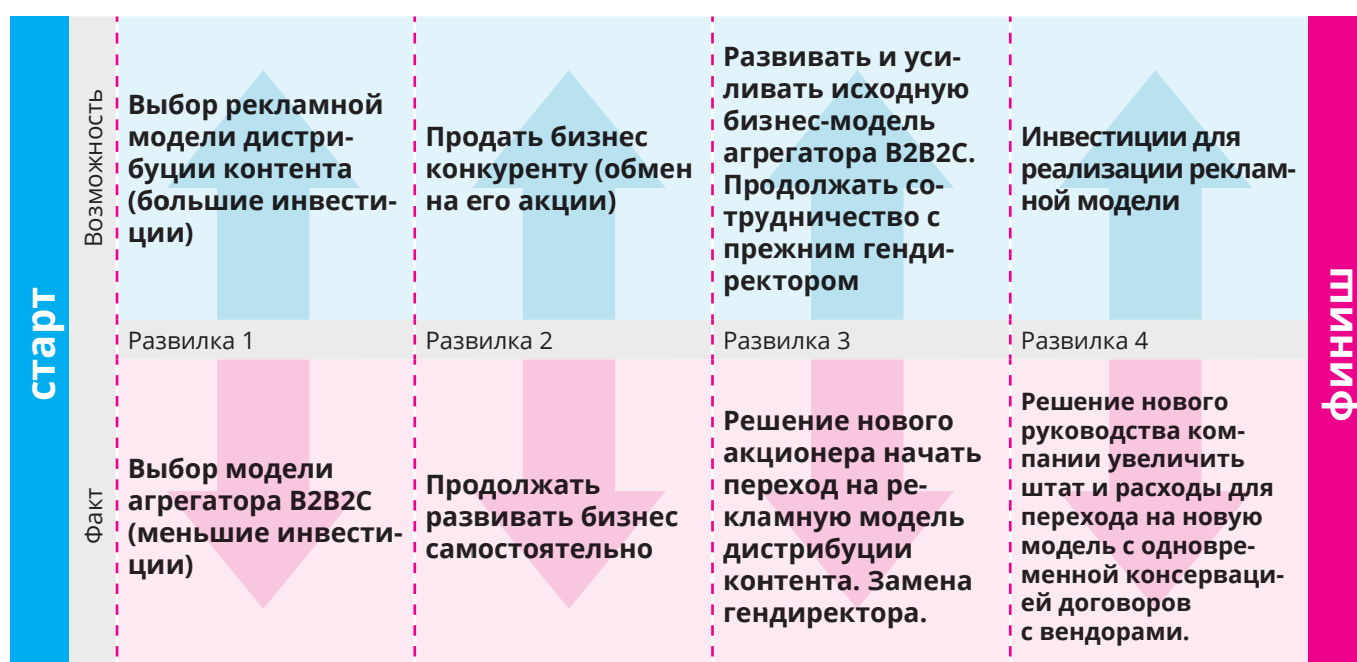 старт
Возможность
Выбор рекламной
модели дистри-
буции контента
(большие инвести-
ции)
Продать бизнес
конкуренту (обмен
на его акции)
Развивать и уси-
ливать исходную
бизнес-модель
агрегатора B2B2C.
Продолжать со-
трудничество с
прежним генди-
ректором
Инвестиции для
реализации реклам-
ной модели
Развилка 1
Развилка 2
Развилка 3
Развилка 4
Факт
Выбор модели
агрегатора B2B2C
(меньшие инвести-
ции)
Продолжать
развивать бизнес
самостоятельно
Решение нового
акционера начать
переход на ре-
кламную модель
дистрибуции
контента. Замена
гендиректора.
Решение нового
руководства ком-
пании увеличить
штат и расходы для
перехода на новую
модель с одновре-
менной консерваци-
ей договоров
с вендорами.
финиш